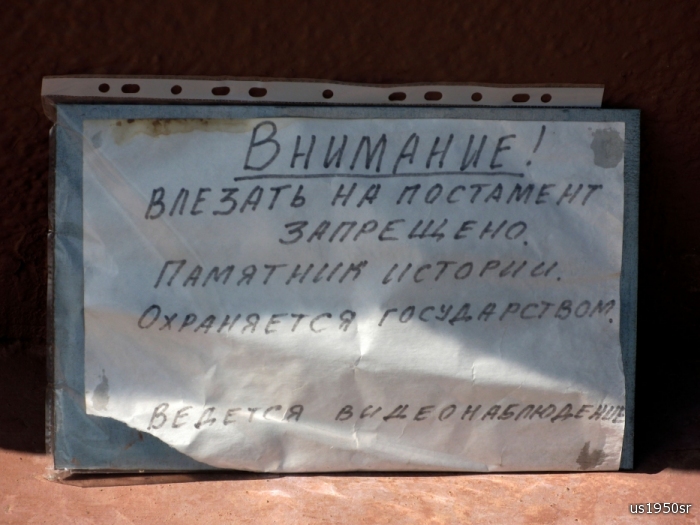 Внимание!
ВЛЕЗАТЬ НА ПОСТАМЕНТ
ЗАПРЕЩЕНО.
ПАМЯТНИК ИСТОРИИ.
ОХРАНЯЕТСЯ ГОСУДАРСТВОМ.
ВЕДЕТСЯ ВИДЕОНАБЛЮДЕНИЕ
us1950sr